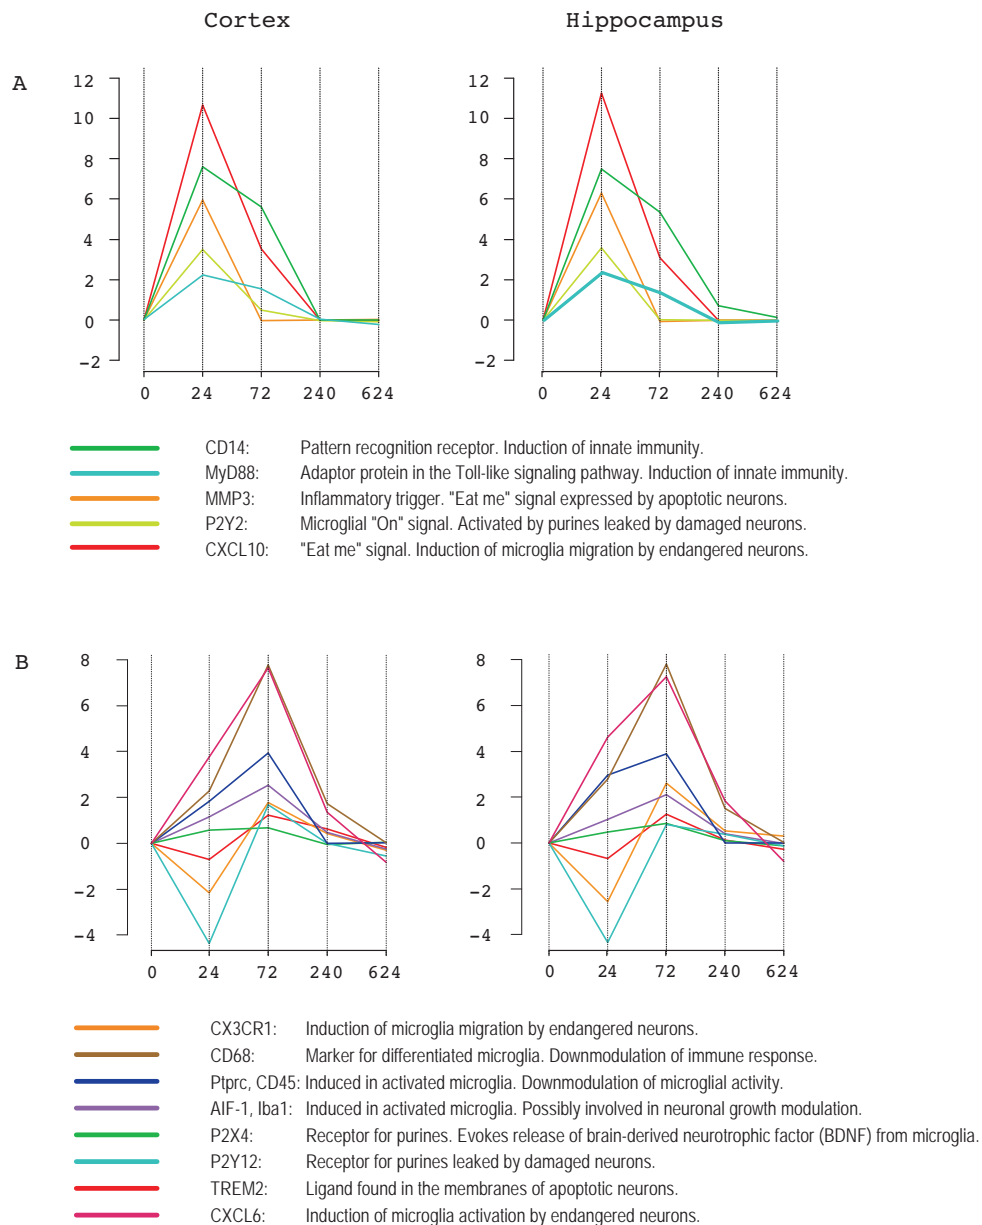 Cortex Hippocampus
A
12 12
10 10
8 8
6 6
4 4
2 2
0 0
−2 −2
0 24 72 240 624 0 24 72 240 624
CD14: Pattern recognition receptor. Induction of innate immunity.
MyD88: Adaptor protein in the Toll-like signaling pathway. Induction of innate immunity.
MMP3: Inflammatory trigger. "Eat me" signal expressed by apoptotic neurons.
P2Y2: Microglial "On" signal. Activated by purines leaked by damaged neurons.
CXCL10: "Eat me" signal. Induction of microglia migration by endangered neurons.
B
8 8
6 6
4 4
2 2
0 0
−2 −2
−4 −4
0 24 72 240 624 0 24 72 240 624
CX3CR1: Induction of microglia migration by endangered neurons.
CD68: Marker for differentiated microglia. Downmodulation of immune response.
Ptprc, CD45: Induced in activated microglia. Downmodulation of microglial activity.
AIF-1, Iba1: Induced in activated microglia. Possibly involved in neuronal growth modulation.
P2X4: Receptor for purines. Evokes release of brain-derived neurotrophic factor (BDNF) from microglia.
P2Y12: Receptor for purines leaked by damaged neurons.
TREM2: Ligand found in the membranes of apoptotic neurons.
CXCL6: Induction of microglia activation by endangered neurons.